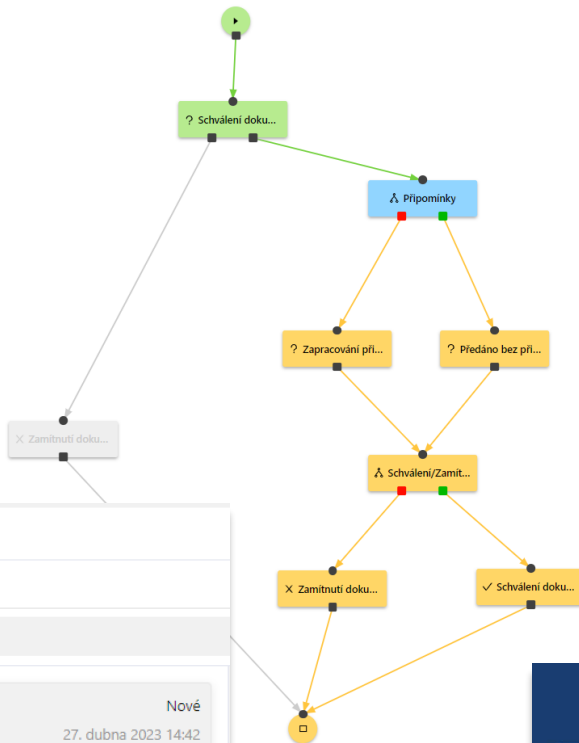 ? Schválení doku...
Připomínky
? Zapracování při...
? Předáno bez při...
Zamítnutí doku...
Schválení/Zamít...
Zamítnutí doku...
Schválení doku...
Nové
27. dubna 2023 14:42